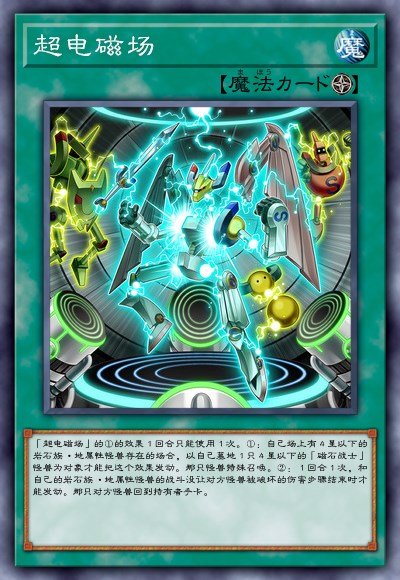 超电磁场
魔
まほう
【魔法カード】
「超电磁场」的①的效果1回合只能使用1次。①：自己场上有4星以下的
岩石族·地属性怪兽存在的场合，以自己墓地1只4星以下的「磁石战士」
怪兽为对象才能把这个效果发动。那只怪兽特殊召唤。②：1回合1次，和
自己的岩石族·地属性怪兽的战斗没让对方怪兽被破坏的伤害步骤结束时才
能发动。那只对方怪兽回到持有者手卡。